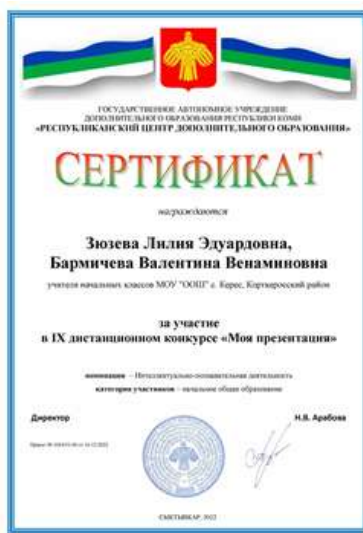 ГОСУДАРСТВЕННОЕ АВТОНОМНОЕ УЧРЕЖДЕНИЕ
ДОПОЛНИТЕЛЬНОГО ОБРАЗОВАНИЯ РЕСПУБЛИКИ КОМИ
«РЕСПУБЛИКАНСКИЙ ЦЕНТР ДОПОЛНИТЕЛЬНОГО ОБРАЗОВАНИЯ»
СЕРТИФИКАТ
награждаются
Зюзева Лилия Эдуардовна,
Бармичева Валентина Венаминовна
учителя начальных классов МОУ "ООШ" с. Керес, Корткеросский район
за участие
в IX дистанционном конкурсе «Моя презентация»
номинация – Интеллектуально-познавательная деятельность
категория участников – начальное общее образование
Директор
Н.В. Арабова
Приказ №
СЫКТЫВКАР, 2022